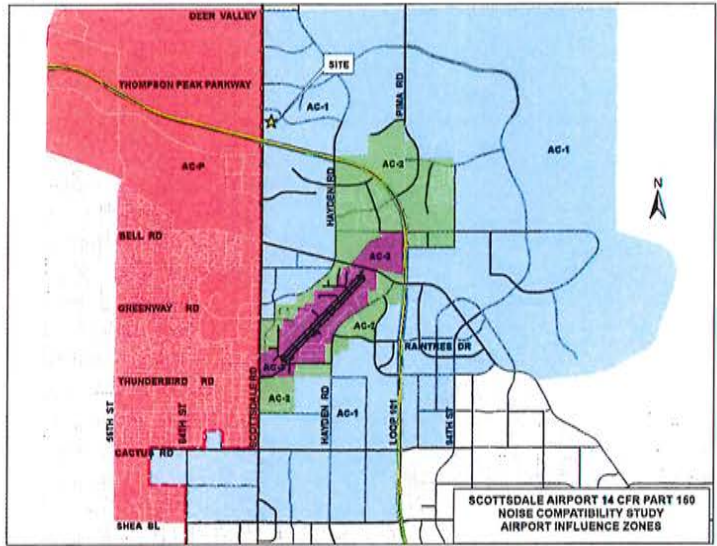 DEER VALLEY
SITE
THOMPSON PEAK PARKWAY
PIMA RD
AC-1
AC-2
AC-1
AC-P
HAYDEN RD
N
BELL RD
AC-3
GREENWAY RD
AC-2
RAINTREE DR
AC-3
THUNDERBIRD RD
SCOTTSDALE RD
AC-2
HAYDEN RD
AC-1
LOOP 101
94TH ST
56TH ST
64TH ST
CACTUS RD
SHEA BL
SCOTTSDALE AIRPORT 14 CFR PART 150
NOISE COMPATIBILITY STUDY
AIRPORT INFLUENCE ZONES